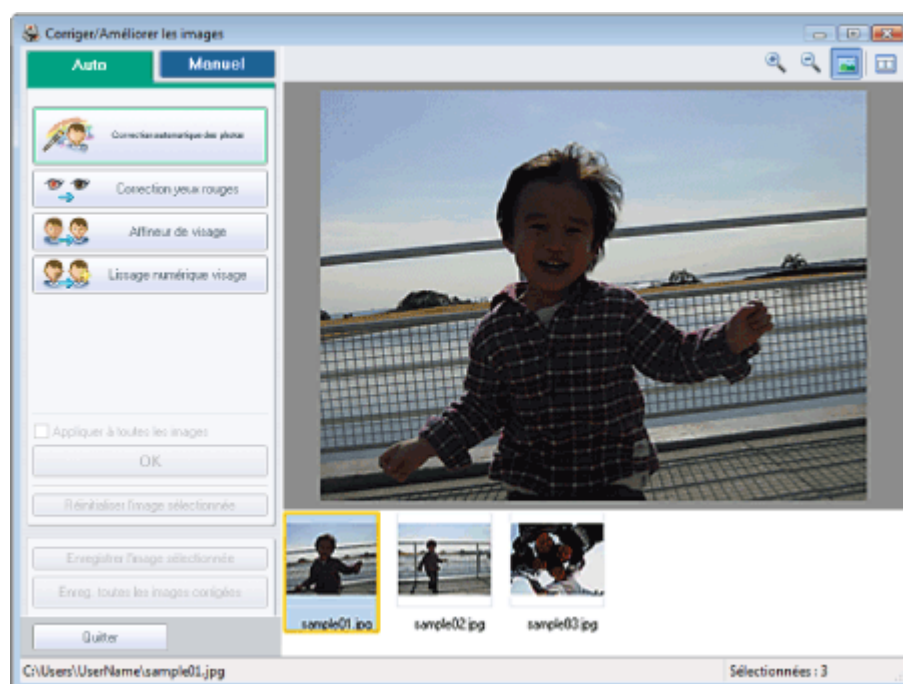 Corriger/Améliorer les images
Auto
Manuel
Correction automatique des photos
Correction yeux rouges
Affineur de visage
Lissage numérique visage
Appliquer à toutes les images
OK
Réinitialiser l'image sélectionnée
Enregistrer l'image sélectionnée
Enreg. toutes les images corrigées
Quitter
sample01.jpg
sample02.jpg
sample03.jpg
C:\Users\UserName\sample01.jpg
Sélectionnées : 3